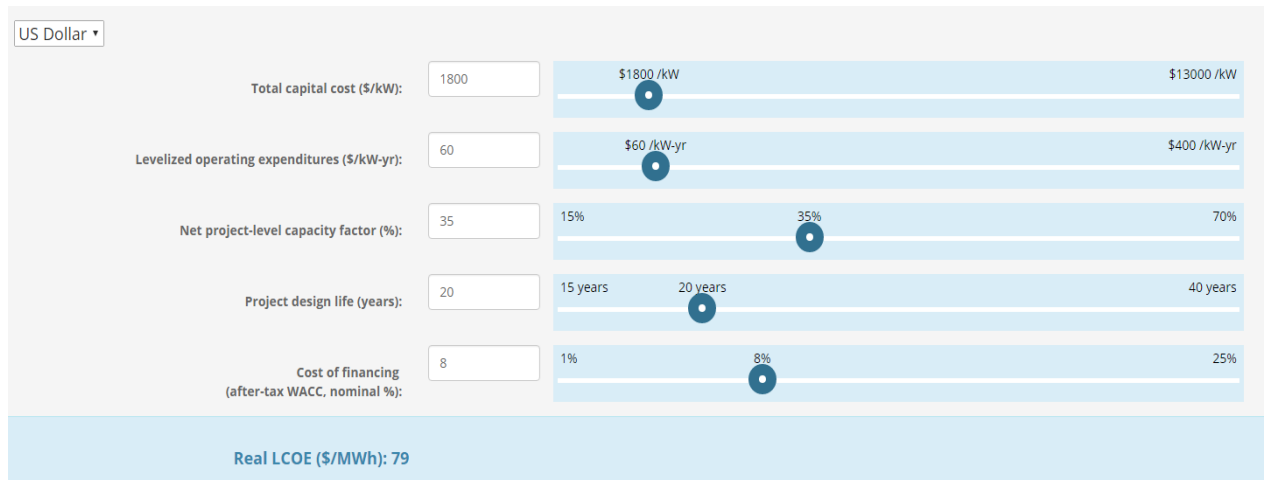 US Dollar
Total capital cost ($/kW):
1800
$1800 /kW
$13000 /kW
Levelized operating expenditures ($/kW-yr):
60
$60 /kW-yr
$400 /kW-yr
Net project-level capacity factor (%):
35
15%
35%
70%
Project design life (years):
20
15 years
20 years
40 years
Cost of financing
(after-tax WACC, nominal %):
8
1%
8%
25%
Real LCOE ($/MWh): 79